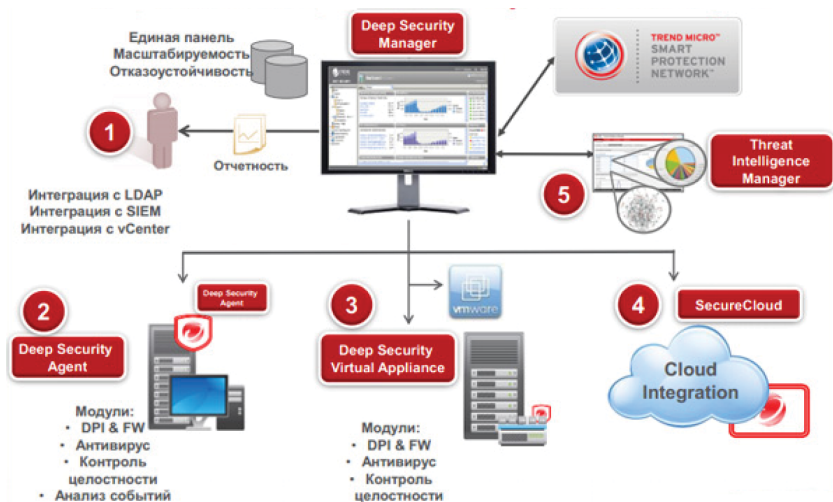 Deep Security
Manager
Единая панель
Масштабируемость
Отказоустойчивость
TREND MICRO™
SMART
PROTECTION
NETWORK™
1
Отчетность
Интеграция с LDAP
Интеграция с SIEM
Интеграция с vCenter
5
Threat
Intelligence
Manager
2
Deep Security
Agent
Deep Security
Agent
Модули:
• DPI & FW
• Антивирус
• Контроль
целостности
• Анализ событий
vmware
3
Deep Security
Virtual Appliance
Модули:
• DPI & FW
• Антивирус
• Контроль
целостности
4
SecureCloud
Cloud
Integration